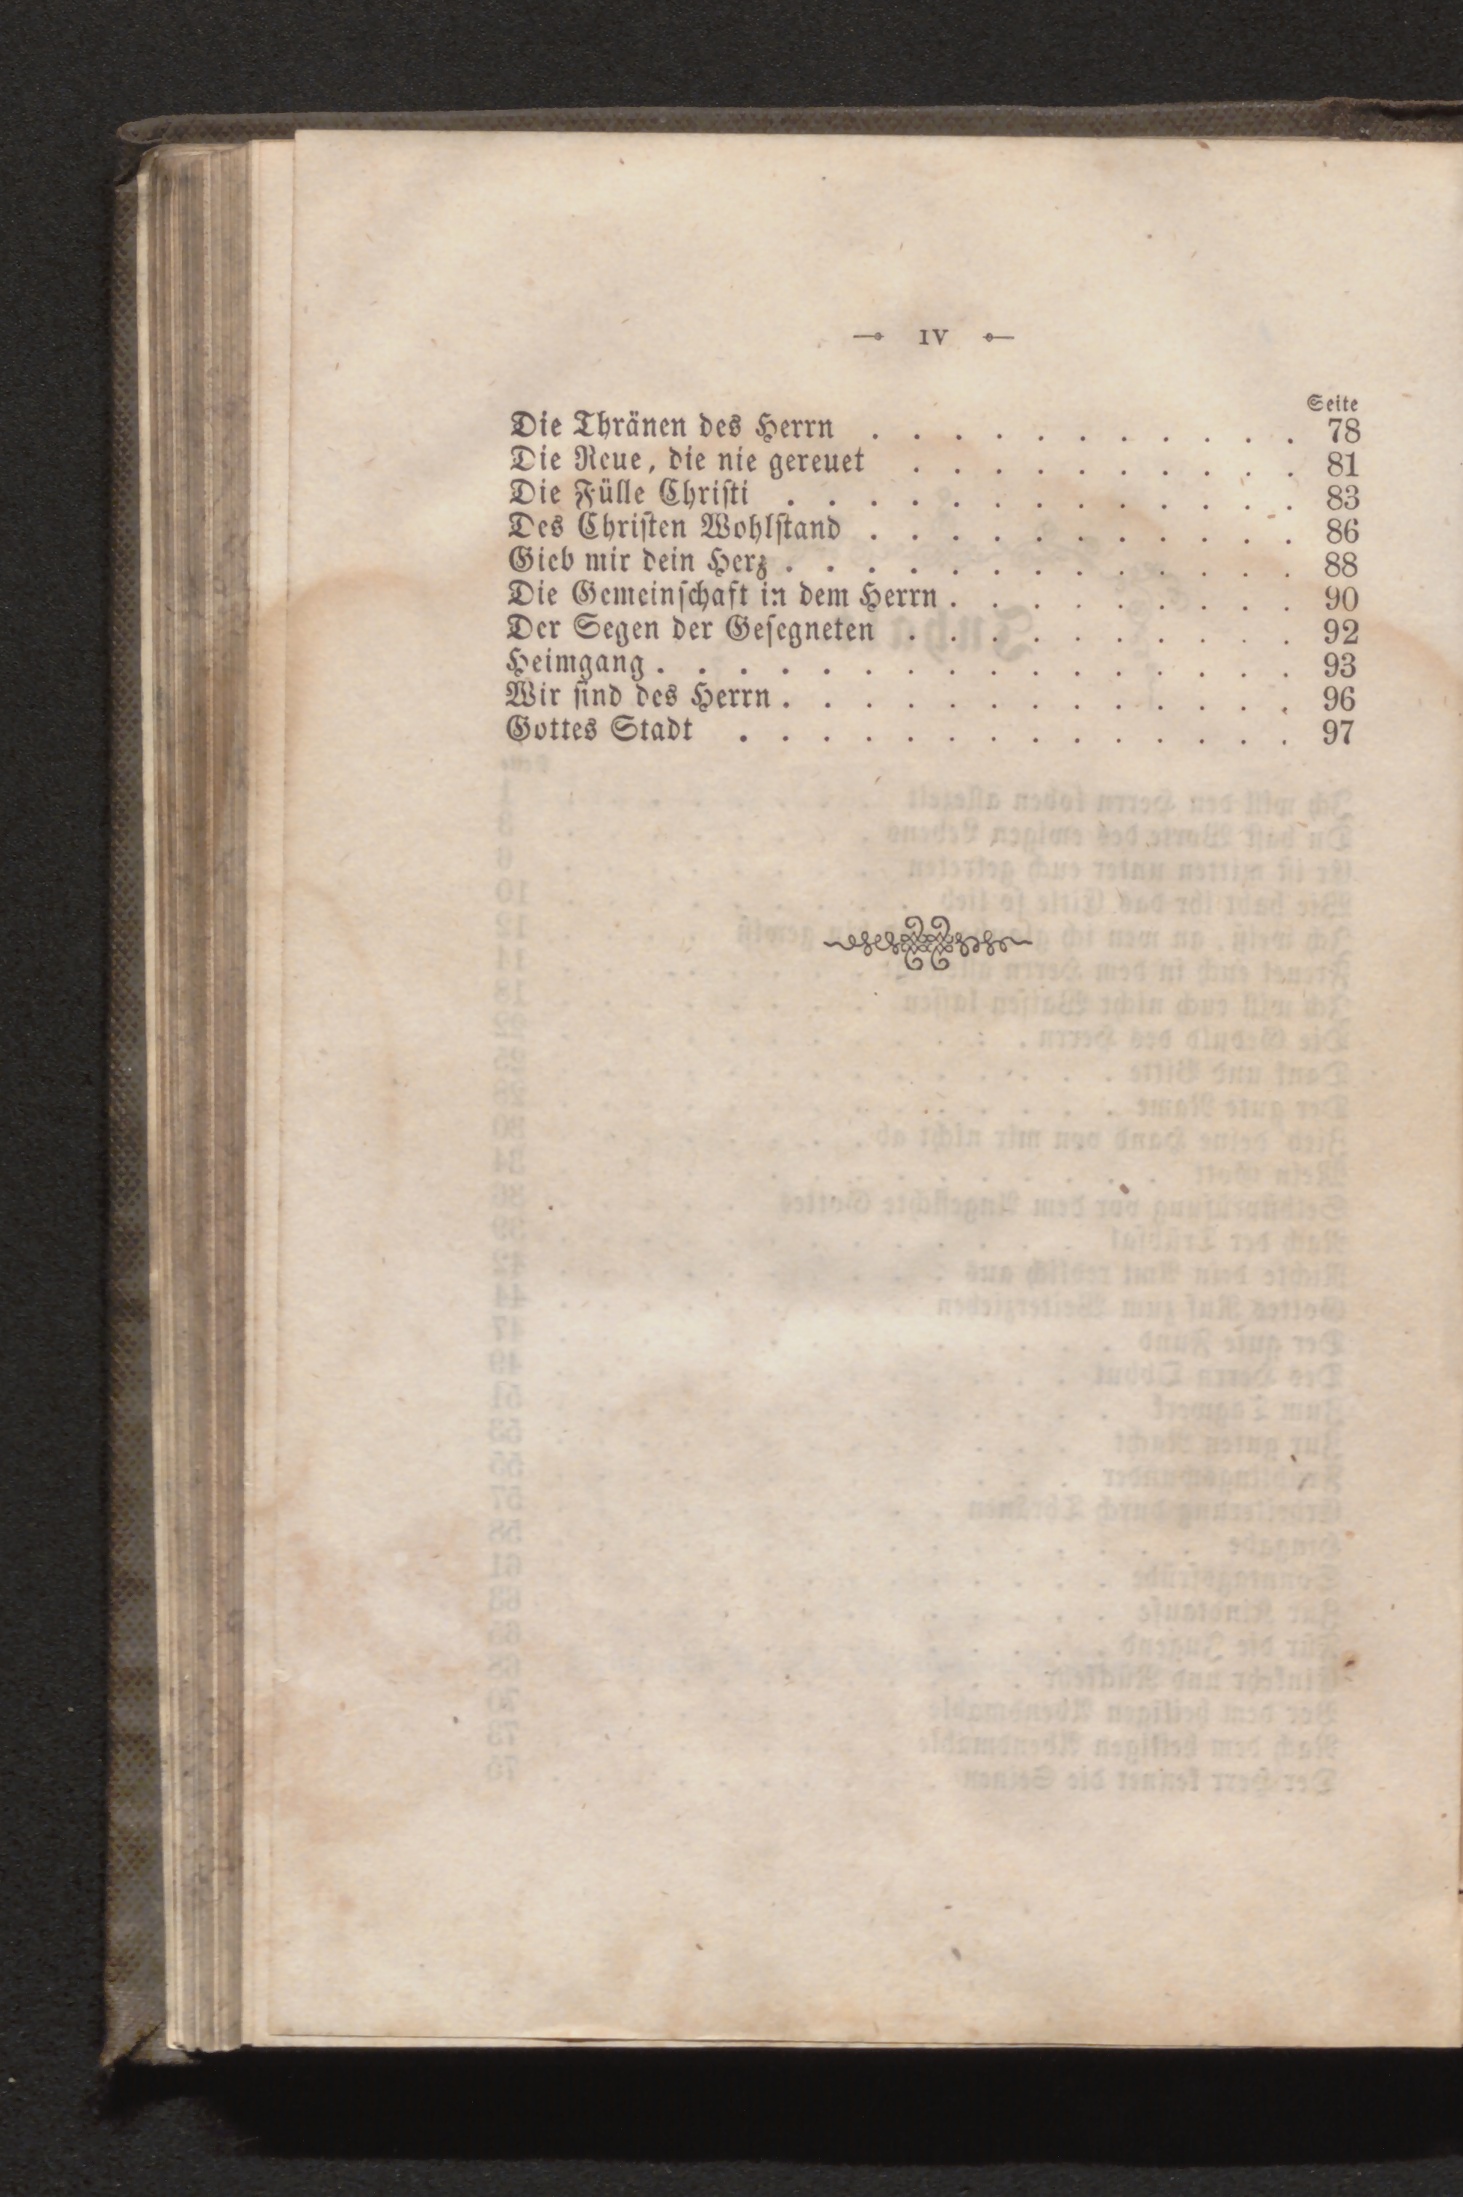 IV
Seite
Die Thränen des Herrn . . . . . . . . . . . 78
Die Reue, die nie gereuet . . . . . . . . . . 81
Die Fülle Chriſti . . . . . . . . . . . . . 83
Des Chriſten Wohlſtand . . . . . . . . . . . 86
Gieb mir dein Herz . . . . . . . . . . . . . 88
Die Gemeinſchaft in dem Herrn . . . . . . . . . 90
Der Segen der Geſegneten . . . . . . . . . . 92
Heimgang . . . . . . . . . . . . . . . . 93
Wir ſind des Herrn . . . . . . . . . . . . . 96
Gottes Stadt . . . . . . . . . . . . . . 97